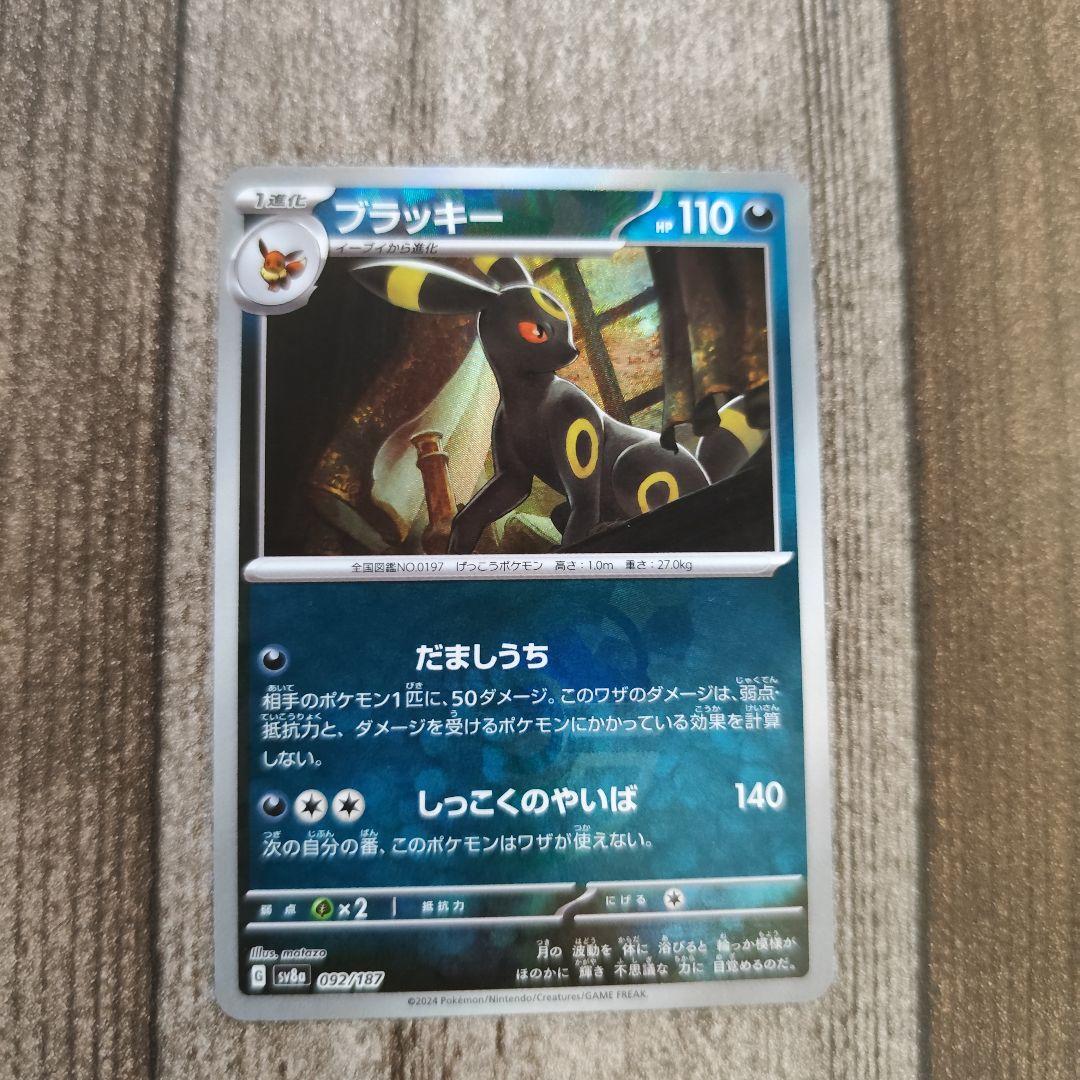 1進化
ブラッキー
HP 110
イーブイから進化
全国図鑑NO.0197 げっこうポケモン 高さ:1.0m 重さ:27.0kg
だましうち
相手のポケモン1匹に、50ダメージ。このワザのダメージは、弱点・
抵抗力と、ダメージを受けるポケモンにかかっている効果を計算
しない。
しっこくのやいば 140
次の自分の番、このポケモンはワザが使えない。
弱点 ×2 抵抗力 にげる
Illus. matazo
月の 波動を 体に 浴びると 輪っか模様が
ほのかに 輝き 不思議な 力に 目覚めるのだ。
G sv8a 092/187
©2024 Pokémon/Nintendo/Creatures/GAME FREAK.